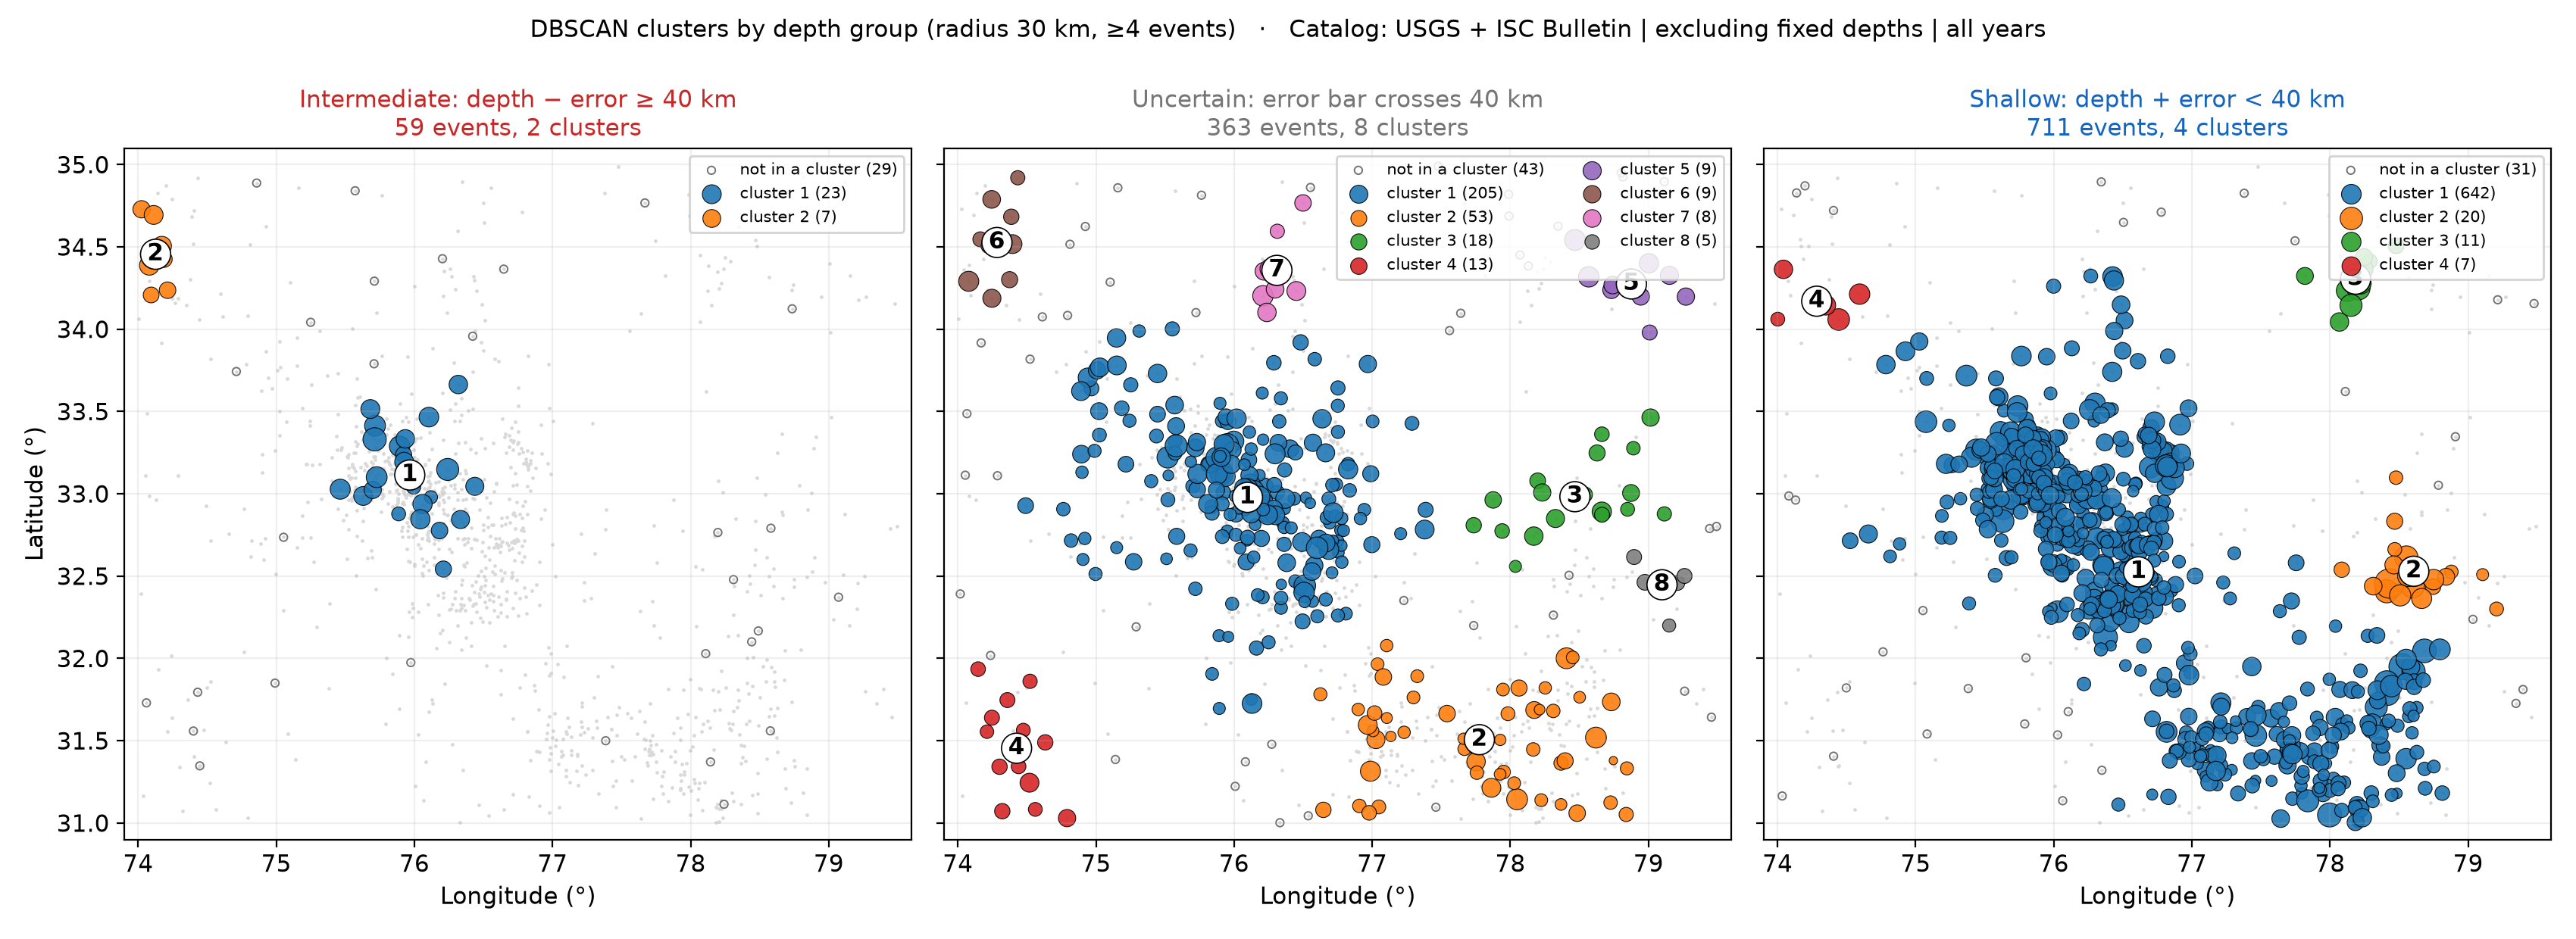 DBSCAN clusters by depth group (radius 30 km, ≥4 events) · Catalog: USGS + ISC Bulletin | excluding fixed depths | all years
Intermediate: depth − error ≥ 40 km
59 events, 2 clusters
not in a cluster (29)
cluster 1 (23)
cluster 2 (7)
2
1
35.0
34.5
34.0
33.5
33.0
32.5
32.0
31.5
31.0
Latitude (°)
74 75 76 77 78 79
Longitude (°)
Uncertain: error bar crosses 40 km
363 events, 8 clusters
not in a cluster (43)
cluster 1 (205)
cluster 2 (53)
cluster 3 (18)
cluster 4 (13)
cluster 5 (9)
cluster 6 (9)
cluster 7 (8)
cluster 8 (5)
6
7
5
1
3
8
4
2
74 75 76 77 78 79
Longitude (°)
Shallow: depth + error < 40 km
711 events, 4 clusters
not in a cluster (31)
cluster 1 (642)
cluster 2 (20)
cluster 3 (11)
cluster 4 (7)
4
3
1
2
74 75 76 77 78 79
Longitude (°)